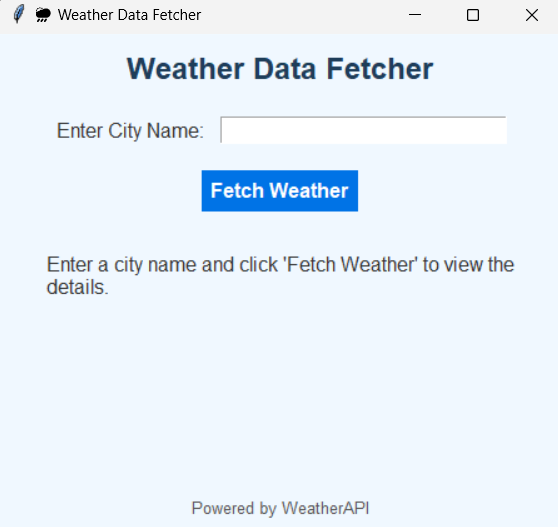 Weather Data Fetcher
Weather Data Fetcher
Enter City Name:
Fetch Weather
Enter a city name and click 'Fetch Weather' to view the
details.
Powered by WeatherAPI